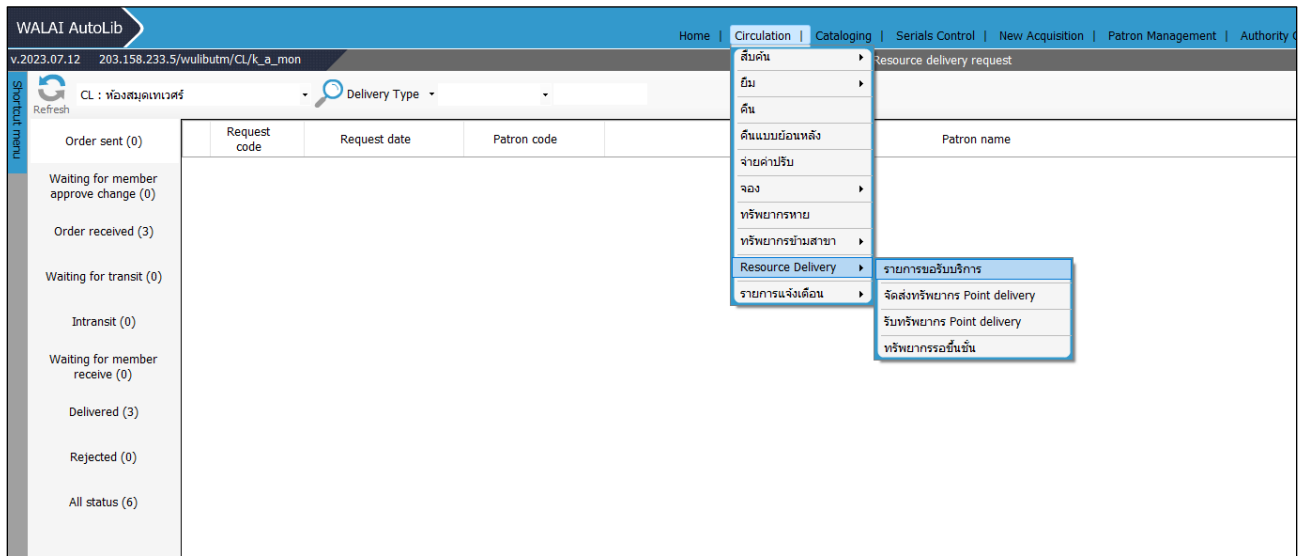 WALAI AutoLib
Home | Circulation | Cataloging | Serials Control | New Acquisition | Patron Management | Authority
v.2023.07.12 203.158.233.5/wulibutm/CL/k_a_mon
Resource delivery request
Shortcut menu
Refresh
CL : ห้องสมุดเทเวศร์
Delivery Type
Order sent (0)
Waiting for member
approve change (0)
Order received (3)
Waiting for transit (0)
Intransit (0)
Waiting for member
receive (0)
Delivered (3)
Rejected (0)
All status (6)
Request
code
Request date
Patron code
Patron name
สืบค้น
ยืม
คืน
คืนแบบย้อนหลัง
จ่ายค่าปรับ
จอง
ทรัพยากรหาย
ทรัพยากรข้ามสาขา
Resource Delivery
รายการแจ้งเตือน
รายการขอรับบริการ
จัดส่งทรัพยากร Point delivery
รับทรัพยากร Point delivery
ทรัพยากรรอขึ้นชั้น